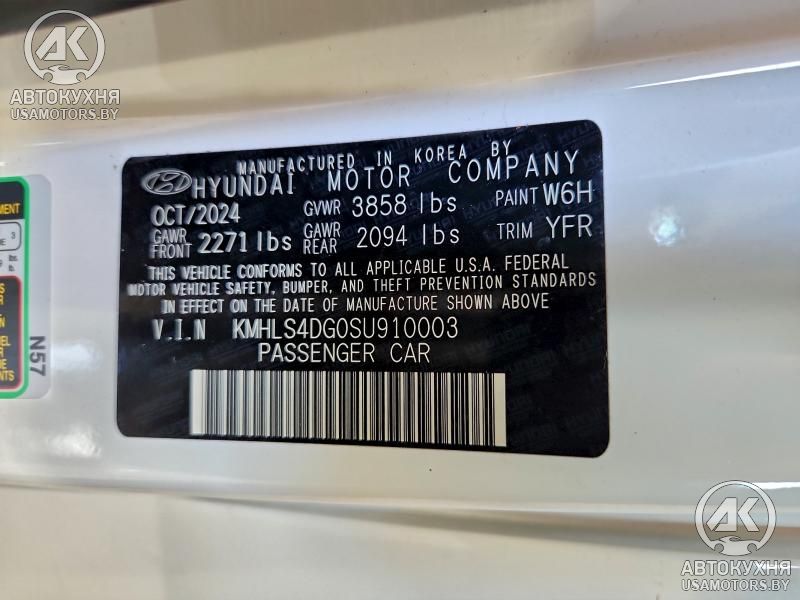 АК
АВТОКУХНЯ
USAMOTORS.BY
MANUFACTURED IN KOREA BY
HYUNDAI MOTOR COMPANY
OCT/2024 GVWR 3858 lbs PAINT W6H
GAWR FRONT 2271 lbs GAWR REAR 2094 lbs TRIM YFR
THIS VEHICLE CONFORMS TO ALL APPLICABLE U.S.A. FEDERAL
MOTOR VEHICLE SAFETY, BUMPER, AND THEFT PREVENTION STANDARDS
IN EFFECT ON THE DATE OF MANUFACTURE SHOWN ABOVE
V.I.N KMHLS4DG0SU910003
PASSENGER CAR
3
N57
АК
АВТОКУХНЯ
USAMOTORS.BY